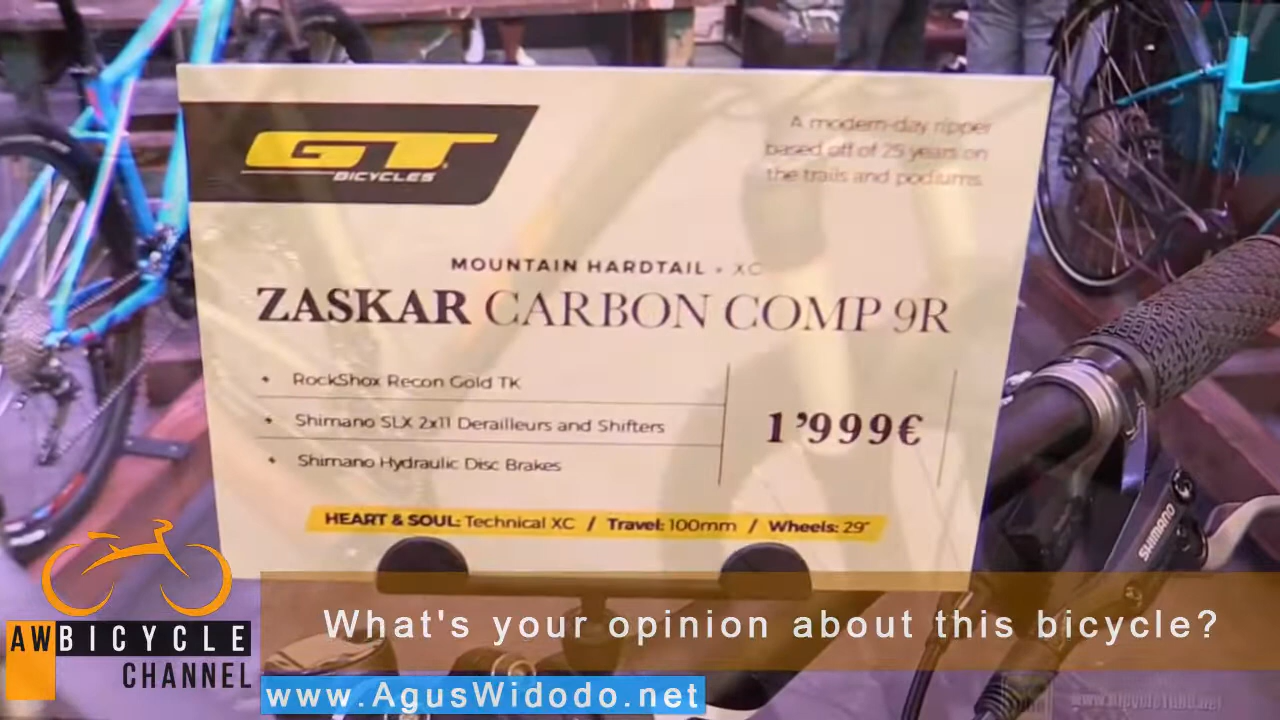 GT
BICYCLES
A modern-day ripper
based off of 25 years on
the trails and podiums.
MOUNTAIN HARDTAIL • XC
ZASKAR CARBON COMP 9R
• RockShox Recon Gold TK
• Shimano SLX 2x11 Derailleurs and Shifters
• Shimano Hydraulic Disc Brakes
1’999€
HEART & SOUL: Technical XC / Travel: 100mm / Wheels: 29"
SHIMANO
What's your opinion about this bicycle?
AWBICYCLE
CHANNEL
www.AgusWidodo.net